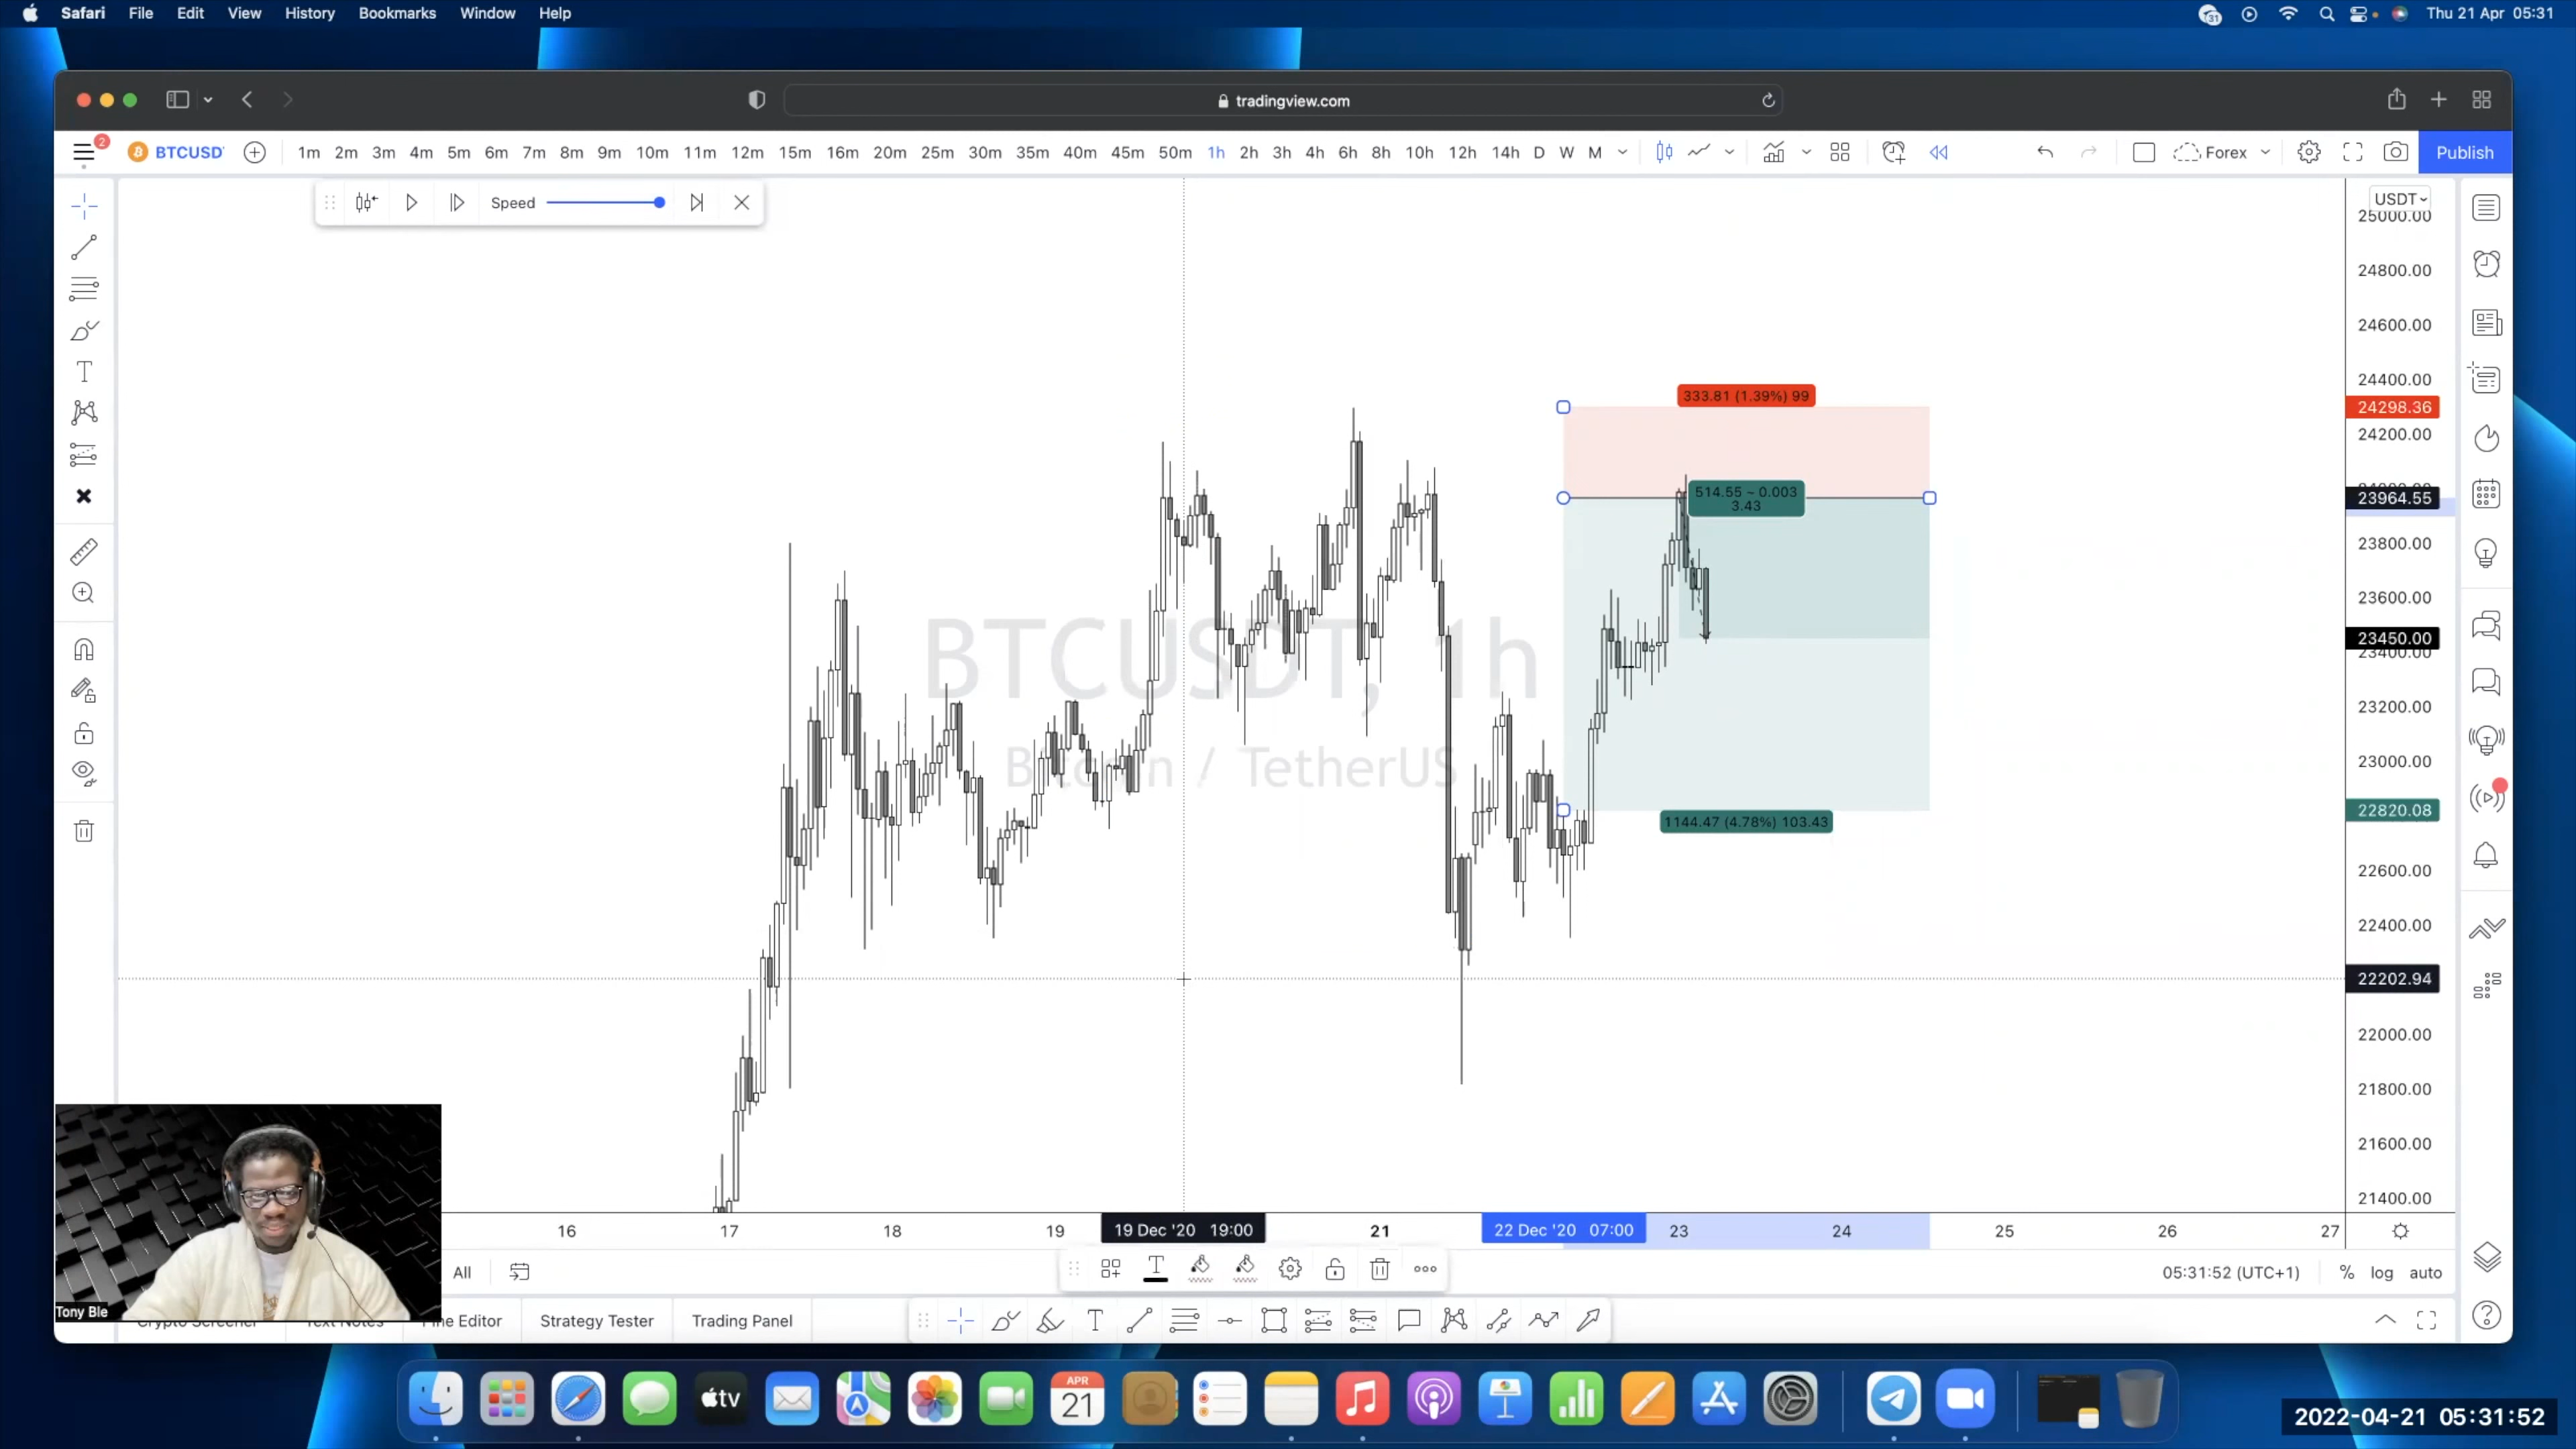 Safari File Edit View History Bookmarks Window Help
31
Thu 21 Apr 05:31
tradingview.com
2
BTCUSD
1m 2m 3m 4m 5m 6m 7m 8m 9m 10m 11m 12m 15m 16m 20m 25m 30m 35m 40m 45m 50m 1h 2h 3h 4h 6h 8h 10h 12h 14h D W M
Forex
Publish
Speed
USDT
25000.00
24800.00
24600.00
24400.00
333.81 (1.39%) 99
24298.36
24200.00
514.55 ~ 0.003
3.43
23964.55
23800.00
23600.00
BTCUSDT, 1h
23450.00
23400.00
23200.00
Bitcoin / TetherUS
23000.00
22820.08
1144.47 (4.78%) 103.43
22600.00
22400.00
22202.94
22000.00
21800.00
21600.00
21400.00
16 17 18 19 19 Dec '20 19:00 21 22 Dec '20 07:00 23 24 25 26 27
All
05:31:52 (UTC+1) % log auto
Tony Ble
Strategy Tester
Trading Panel
tv
APR
21
2022-04-21 05:31:52